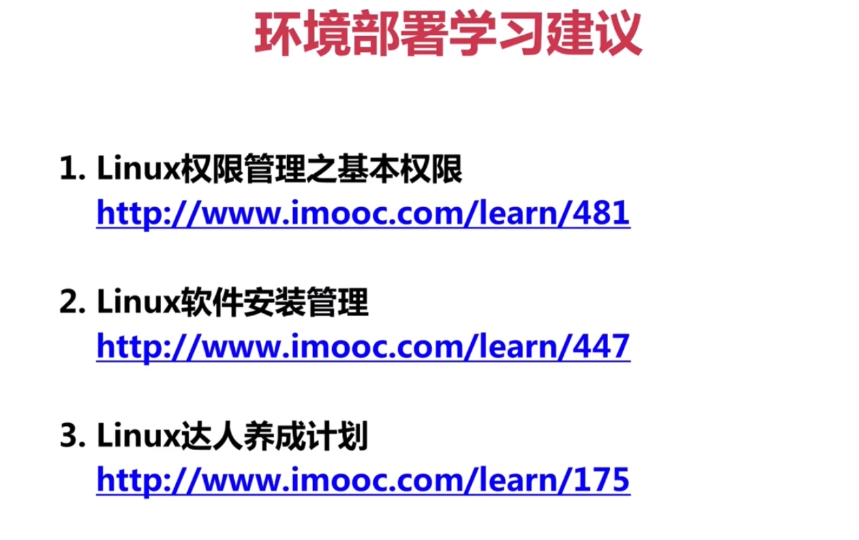 环境部署学习建议
1. Linux权限管理之基本权限
http://www.imooc.com/learn/481
2. Linux软件安装管理
http://www.imooc.com/learn/447
3. Linux达人养成计划
http://www.imooc.com/learn/175